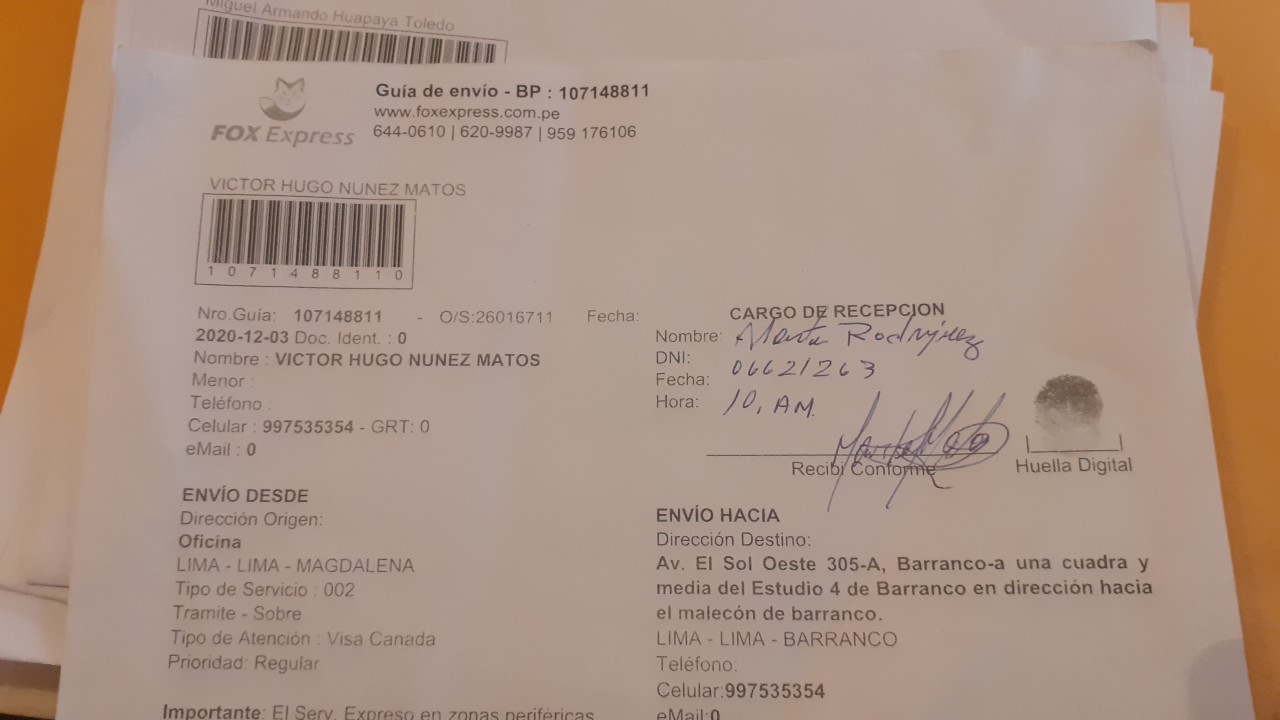 Miguel Armando Huapaya Toledo
FOX Express
Guía de envío - BP : 107148811
www.foxexpress.com.pe
644-0610 | 620-9987 | 959 176106
VICTOR HUGO NUNEZ MATOS
1 0 7 1 4 8 8 1 1 0
Nro.Guía: 107148811 - O/S:26016711 Fecha:
2020-12-03 Doc. Ident. : 0
Nombre : VICTOR HUGO NUNEZ MATOS
Menor :
Teléfono :
Celular : 997535354 - GRT: 0
eMail : 0
CARGO DE RECEPCION
Nombre: Rodriguez
DNI: 06621263
Fecha:
Hora: 10, AM.
Recibi Conforme
Huella Digital
ENVÍO DESDE
Dirección Origen:
Oficina
LIMA - LIMA - MAGDALENA
Tipo de Servicio : 002
Tramite - Sobre
Tipo de Atención : Visa Canada
Prioridad: Regular
Importante: El Serv. Expreso en zonas periféricas
ENVÍO HACIA
Dirección Destino:
Av. El Sol Oeste 305-A, Barranco-a una cuadra y
media del Estudio 4 de Barranco en dirección hacia
el malecón de barranco.
LIMA - LIMA - BARRANCO
Teléfono:
Celular:997535354
eMail:0